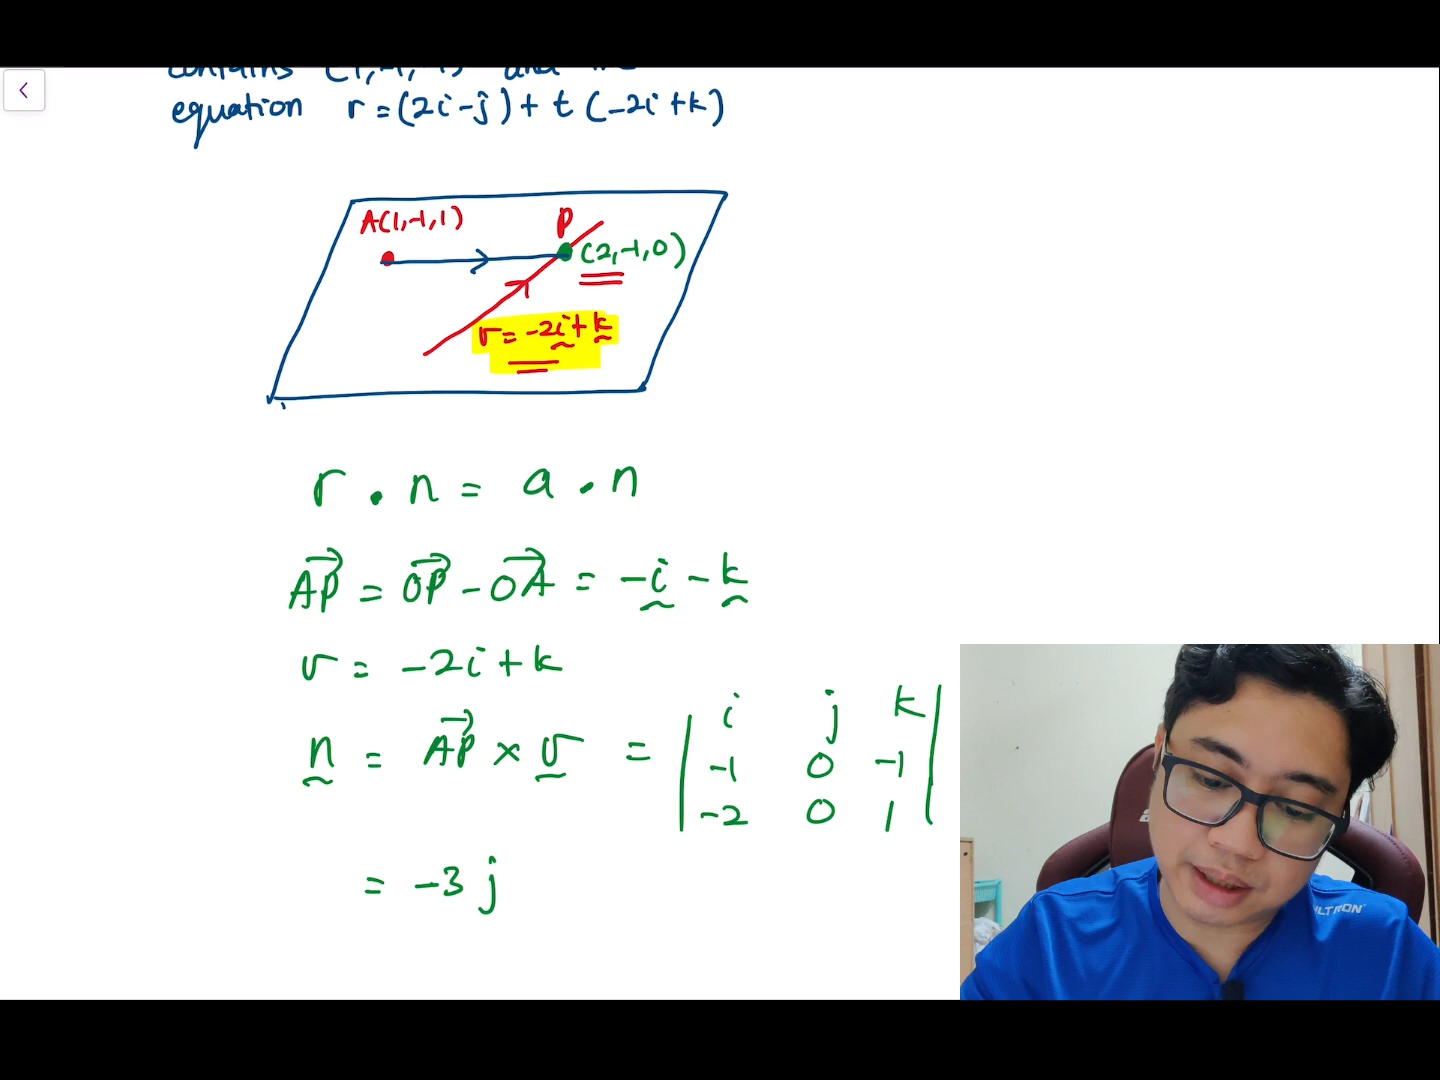 equation r = (2i - j) + t (-2i + k)
A(1,-1,1)
P
(2,-1,0)
v = -2i + k
r . n = a . n
AP = OP - OA = -i - k
v = -2i + k
n = AP × v = | i j k
-1 0 -1
-2 0 1 |
= -3 j
ULTRON